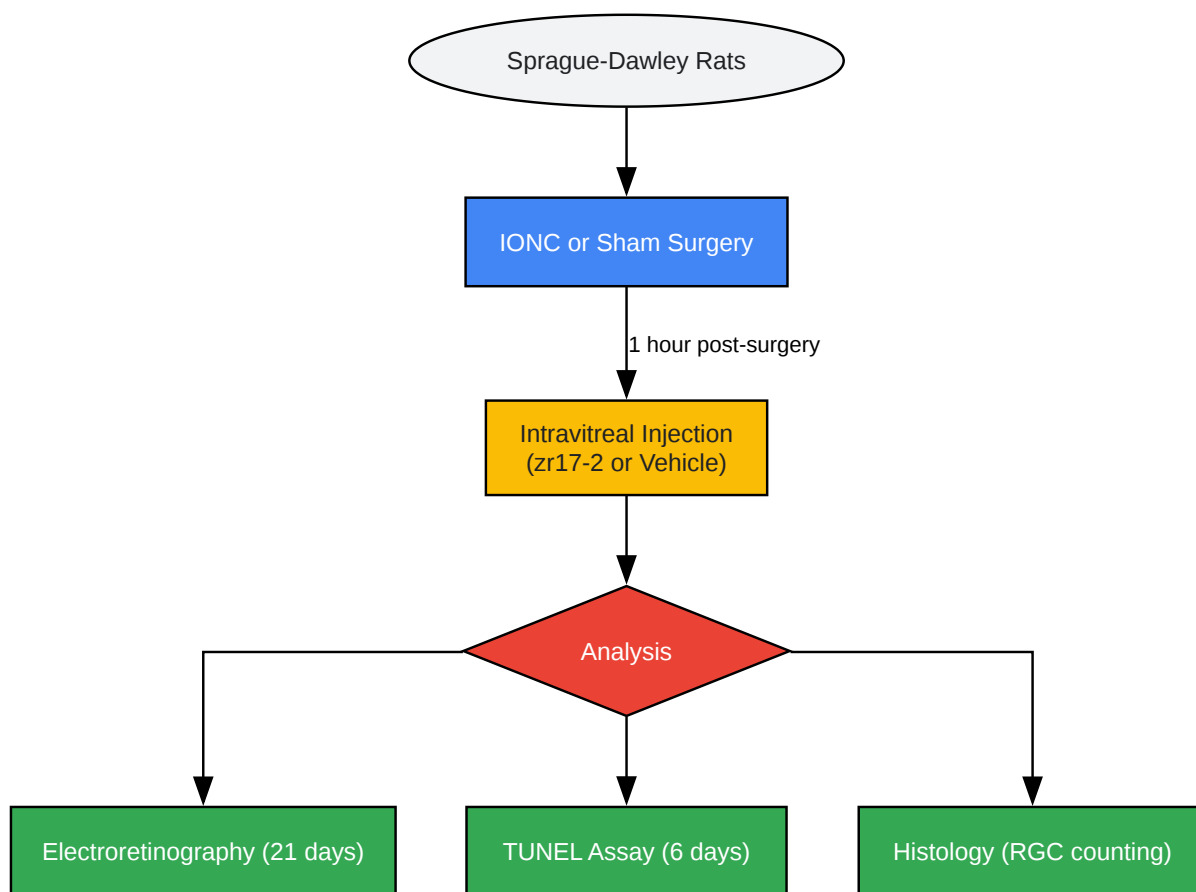 Sprague-Dawley Rats
IONC or Sham Surgery
1 hour post-surgery
Intravitreal Injection
(zr17-2 or Vehicle)
Analysis
Electroretinography (21 days)
TUNEL Assay (6 days)
Histology (RGC counting)